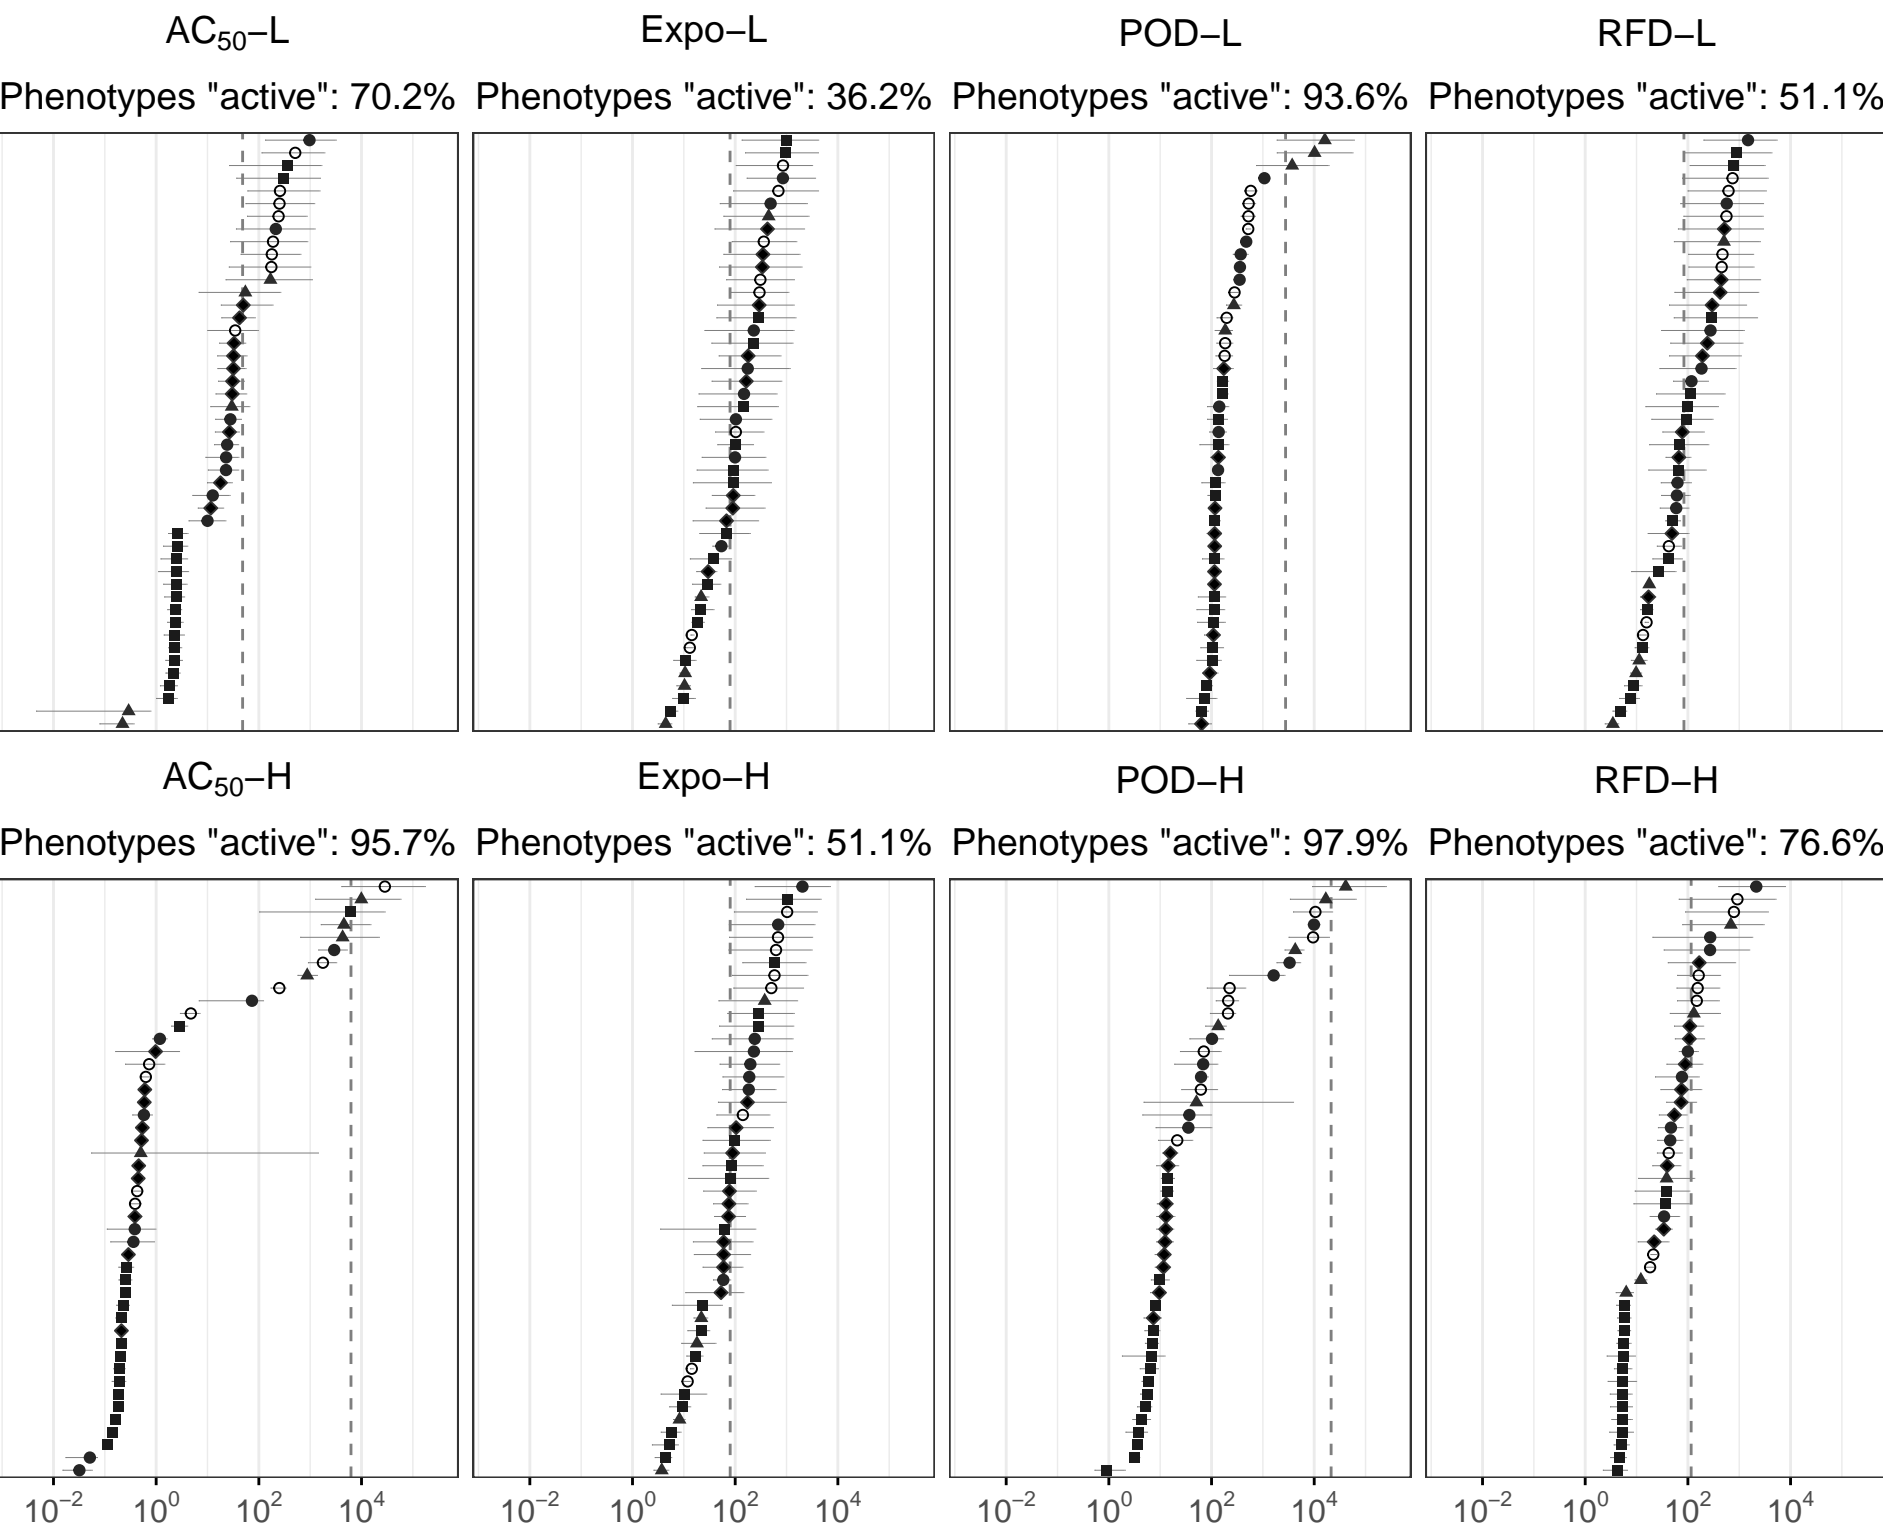 AC₅₀–L Expo–L POD–L RFD–L
Phenotypes "active": 70.2% Phenotypes "active": 36.2% Phenotypes "active": 93.6% Phenotypes "active": 51.1%
AC₅₀–H Expo–H POD–H RFD–H
Phenotypes "active": 95.7% Phenotypes "active": 51.1% Phenotypes "active": 97.9% Phenotypes "active": 76.6%
10⁻² 10⁰ 10² 10⁴ 10⁻² 10⁰ 10² 10⁴ 10⁻² 10⁰ 10² 10⁴ 10⁻² 10⁰ 10² 10⁴